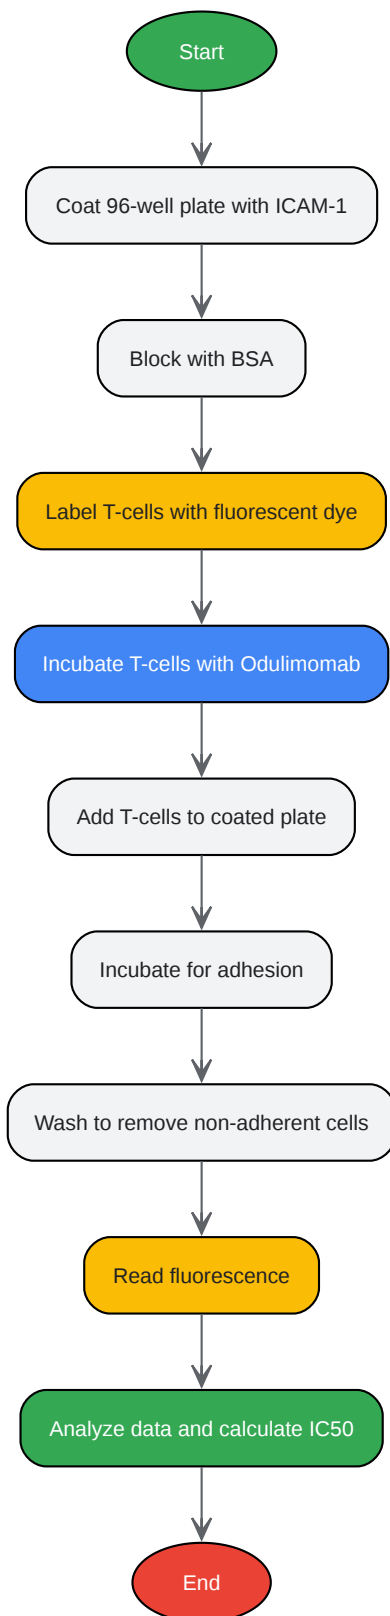 Start
Coat 96-well plate with ICAM-1
Block with BSA
Label T-cells with fluorescent dye
Incubate T-cells with Odulimomab
Add T-cells to coated plate
Incubate for adhesion
Wash to remove non-adherent cells
Read fluorescence
Analyze data and calculate IC50
End